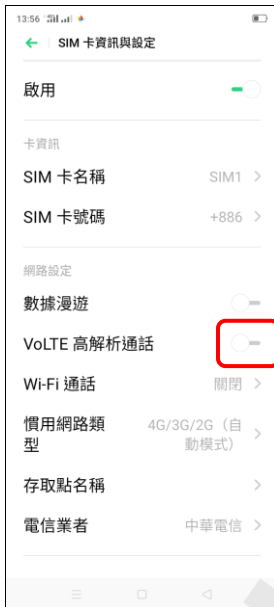 13:56
SIM 卡資訊與設定
啟用
卡資訊
SIM 卡名稱 SIM1
SIM 卡號碼 +886
網路設定
數據漫遊
VoLTE 高解析通話
Wi-Fi 通話 關閉
慣用網路類 4G/3G/2G（自
型 動模式）
存取點名稱
電信業者 中華電信